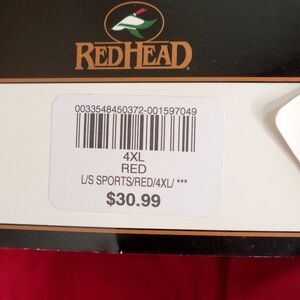 REDHEAD
0033548450372-001597049
4XL
RED
L/S SPORTS/RED/4XL/ ***
$30.99